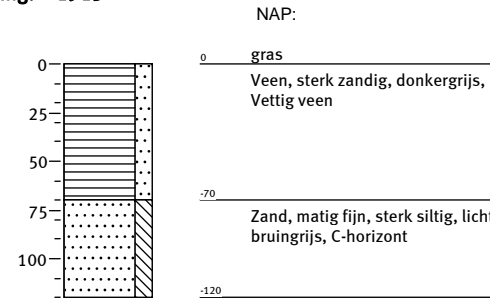 NAP:
0
gras
0
Veen, sterk zandig, donkergrijs,
Vettig veen
25
50
-70
75
Zand, matig fijn, sterk siltig,
bruingrijs, C-horizont
100
-120